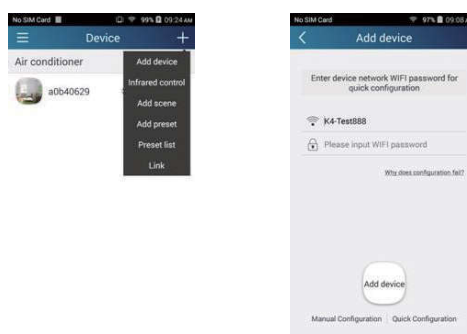 No SIM Card 99% 09:24 AM
Device
Air conditioner
a0b40629
Add device
Infrared control
Add scene
Add preset
Preset list
Link
No SIM Card 97% 09:08
Add device
Enter device network WIFI password for
quick configuration
K4-Test888
Please input WIFI password
Why does configuration fail?
Add device
Manual Configuration Quick Configuration